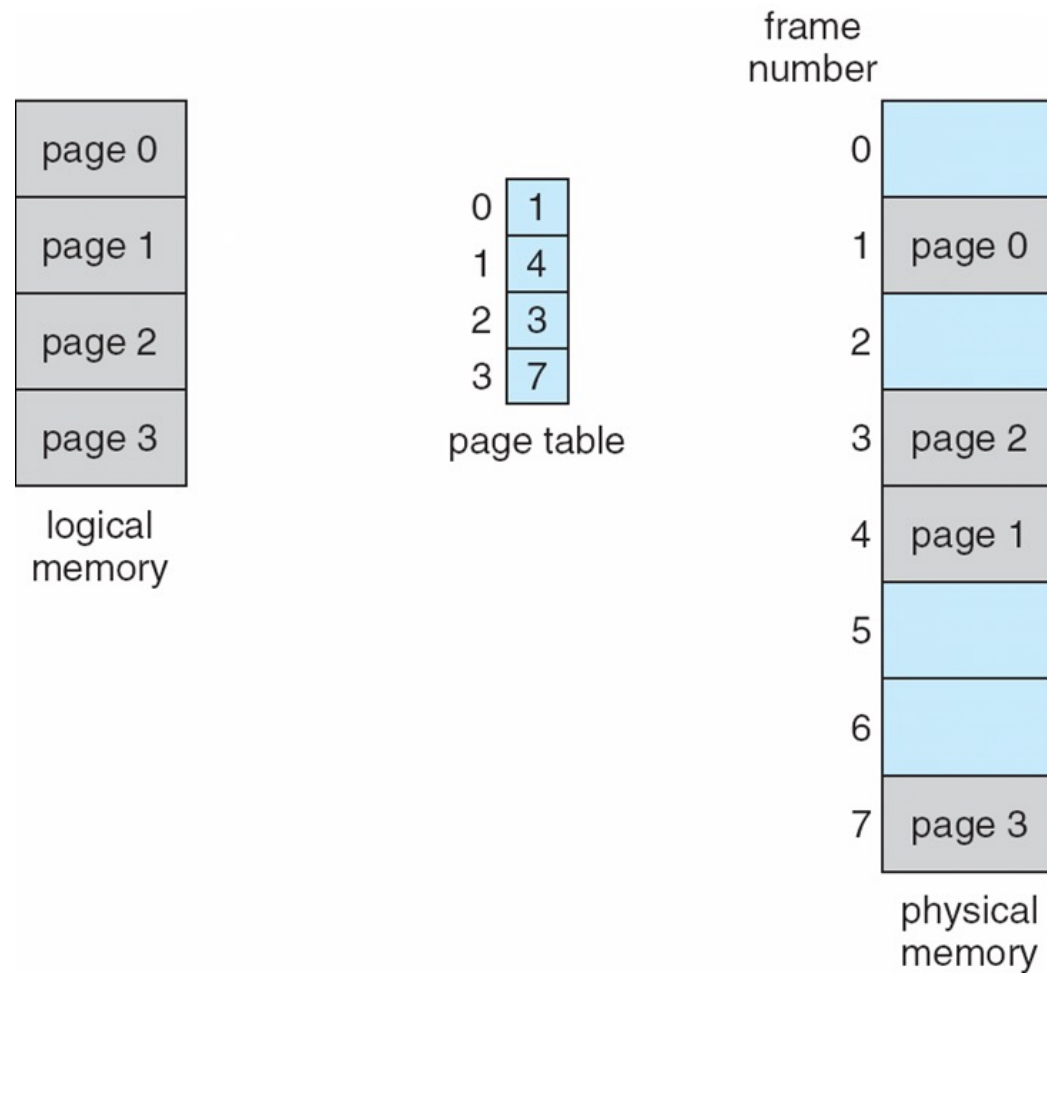 page 0
page 1
page 2
page 3
logical
memory
0 1
1 4
2 3
3 7
page table
frame
number
0
1 page 0
2
3 page 2
4 page 1
5
6
7 page 3
physical
memory